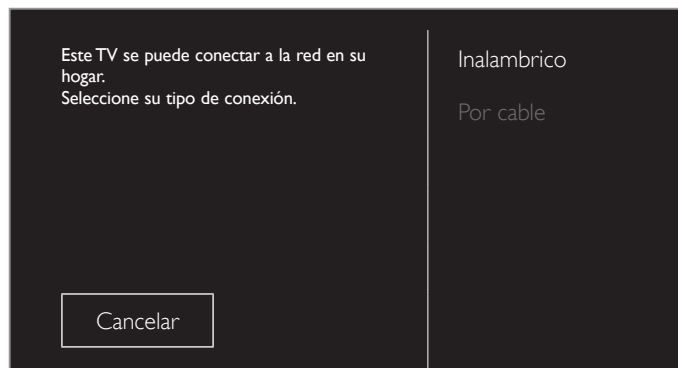 Este TV se puede conectar a la red en su
hogar.
Seleccione su tipo de conexión.
Inalambrico
Por cable
Cancelar